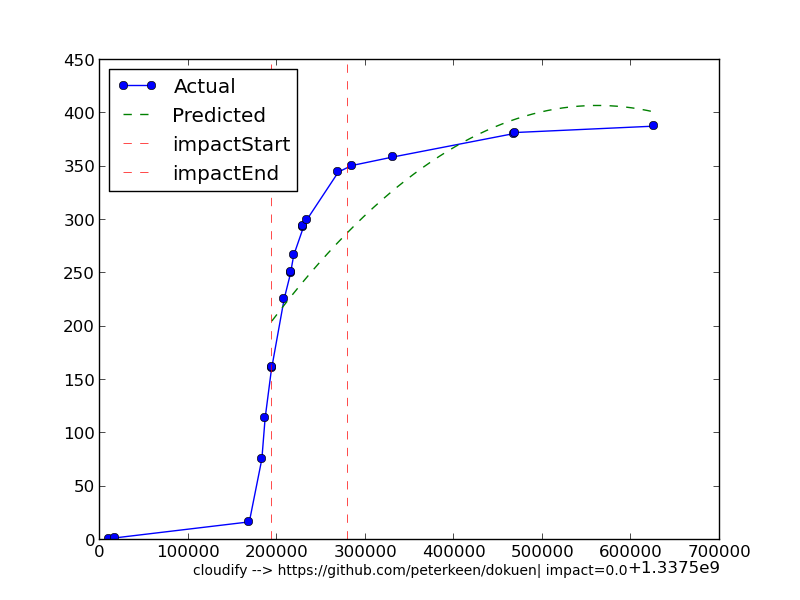 450
400
350
300
250
200
150
100
50
0
Actual
Predicted
impactStart
impactEnd
0 100000 200000 300000 400000 500000 600000 700000
cloudify --> https://github.com/peterkeen/dokuen| impact=0.0 +1.3375e9